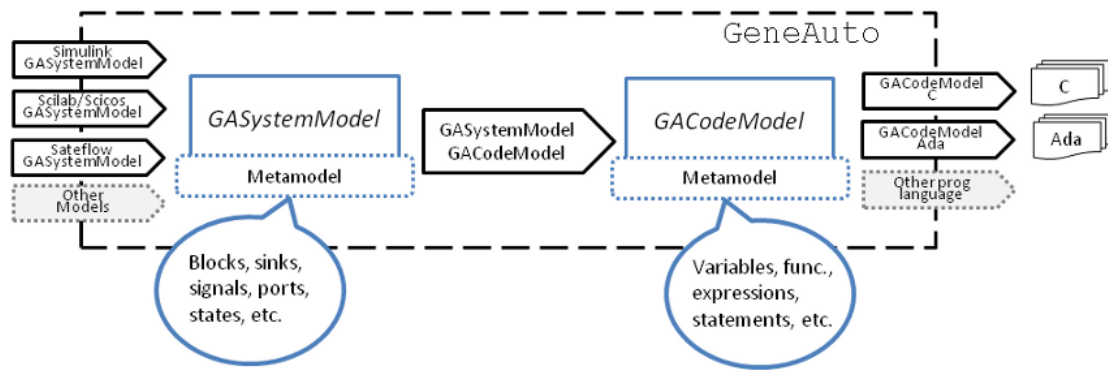 GeneAuto
Simulink
GASystemModel
Scilab/Scicos
GASystemModel
Sateflow
GASystemModel
Other
Models
GASystemModel
Metamodel
Blocks, sinks,
signals, ports,
states, etc.
GASystemModel
GACodeModel
GACodeModel
Metamodel
Variables, func.,
expressions,
statements, etc.
GACodeModel
C
GACodeModel
Ada
Other prog
language
C
Ada